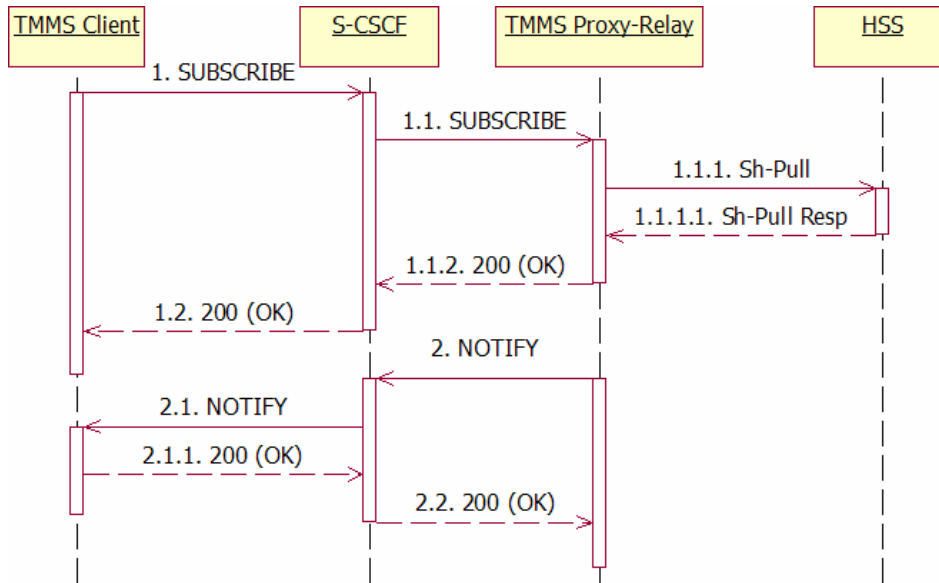 TMMS Client
S-CSCF
TMMS Proxy-Relay
HSS
1. SUBSCRIBE
1.1. SUBSCRIBE
1.1.1. Sh-Pull
1.1.1.1. Sh-Pull Resp
1.1.2. 200 (OK)
1.2. 200 (OK)
2. NOTIFY
2.1. NOTIFY
2.1.1. 200 (OK)
2.2. 200 (OK)